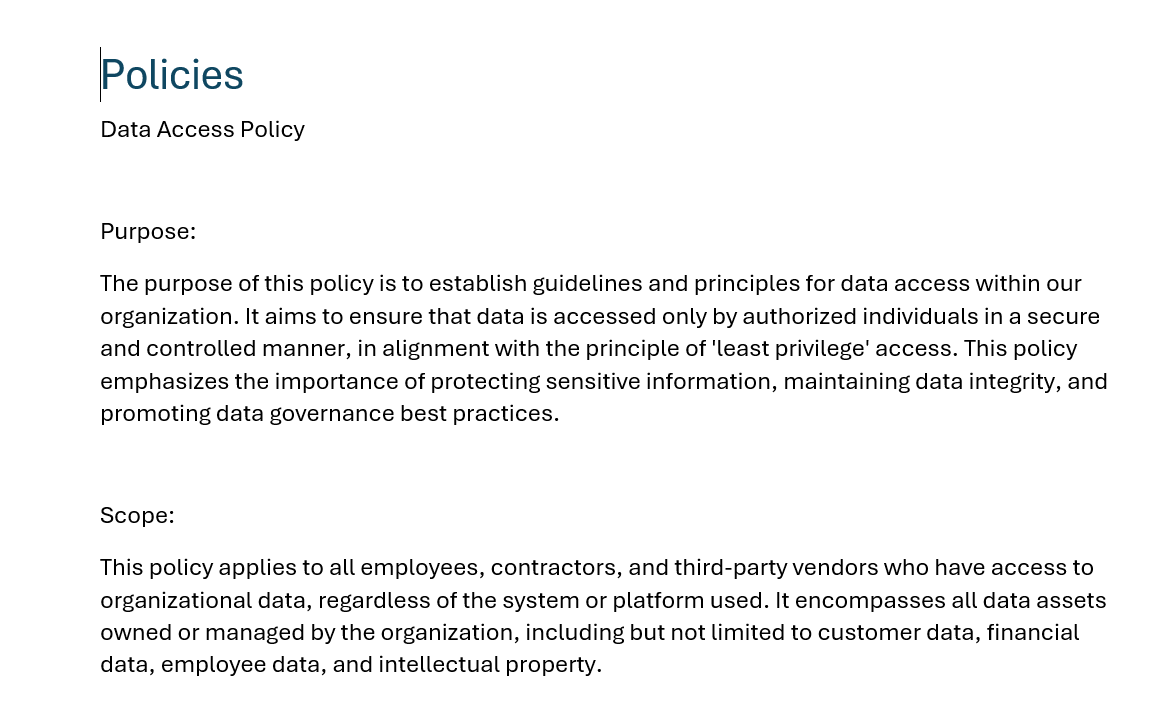 Policies
Data Access Policy
Purpose:
The purpose of this policy is to establish guidelines and principles for data access within our
organization. It aims to ensure that data is accessed only by authorized individuals in a secure
and controlled manner, in alignment with the principle of 'least privilege' access. This policy
emphasizes the importance of protecting sensitive information, maintaining data integrity, and
promoting data governance best practices.
Scope:
This policy applies to all employees, contractors, and third-party vendors who have access to
organizational data, regardless of the system or platform used. It encompasses all data assets
owned or managed by the organization, including but not limited to customer data, financial
data, employee data, and intellectual property.